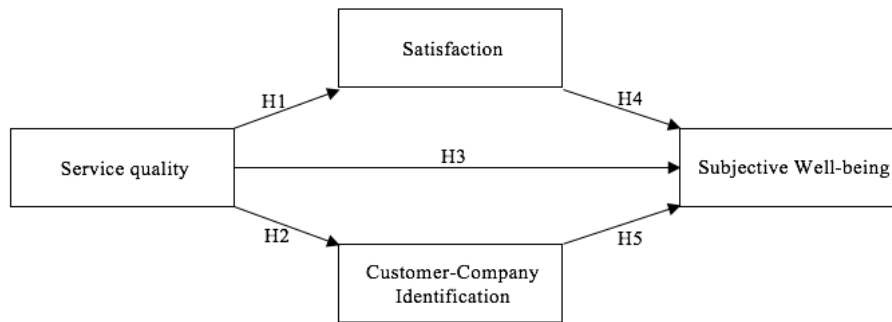 Satisfaction
H1
H4
Service quality
H3
Subjective Well-being
H2
H5
Customer-Company
Identification